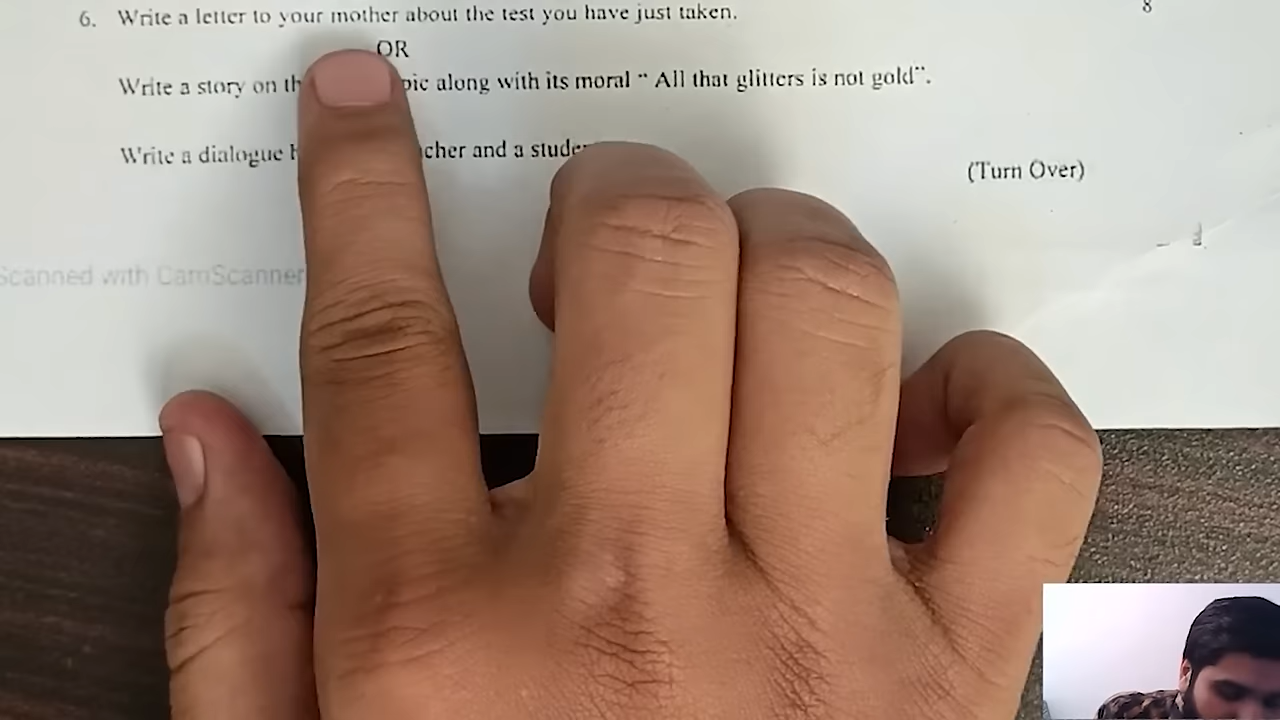 6. Write a letter to your mother about the test you have just taken. 8
OR
Write a story on pic along with its moral " All that glitters is not gold".
Write a dialogue cher and a stude
(Turn Over)
Scanned with CamScanner